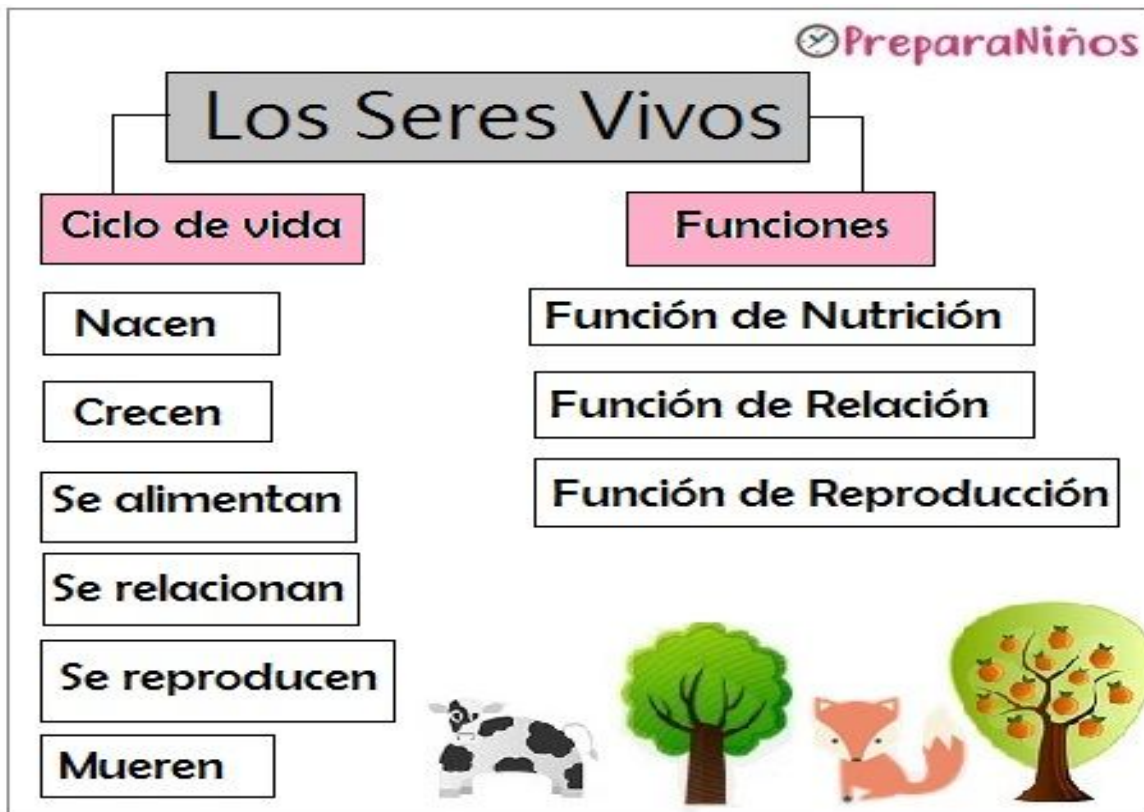 PreparaNiños
Los Seres Vivos
Ciclo de vida
Nacen
Crecen
Se alimentan
Se relacionan
Se reproducen
Mueren
Funciones
Función de Nutrición
Función de Relación
Función de Reproducción